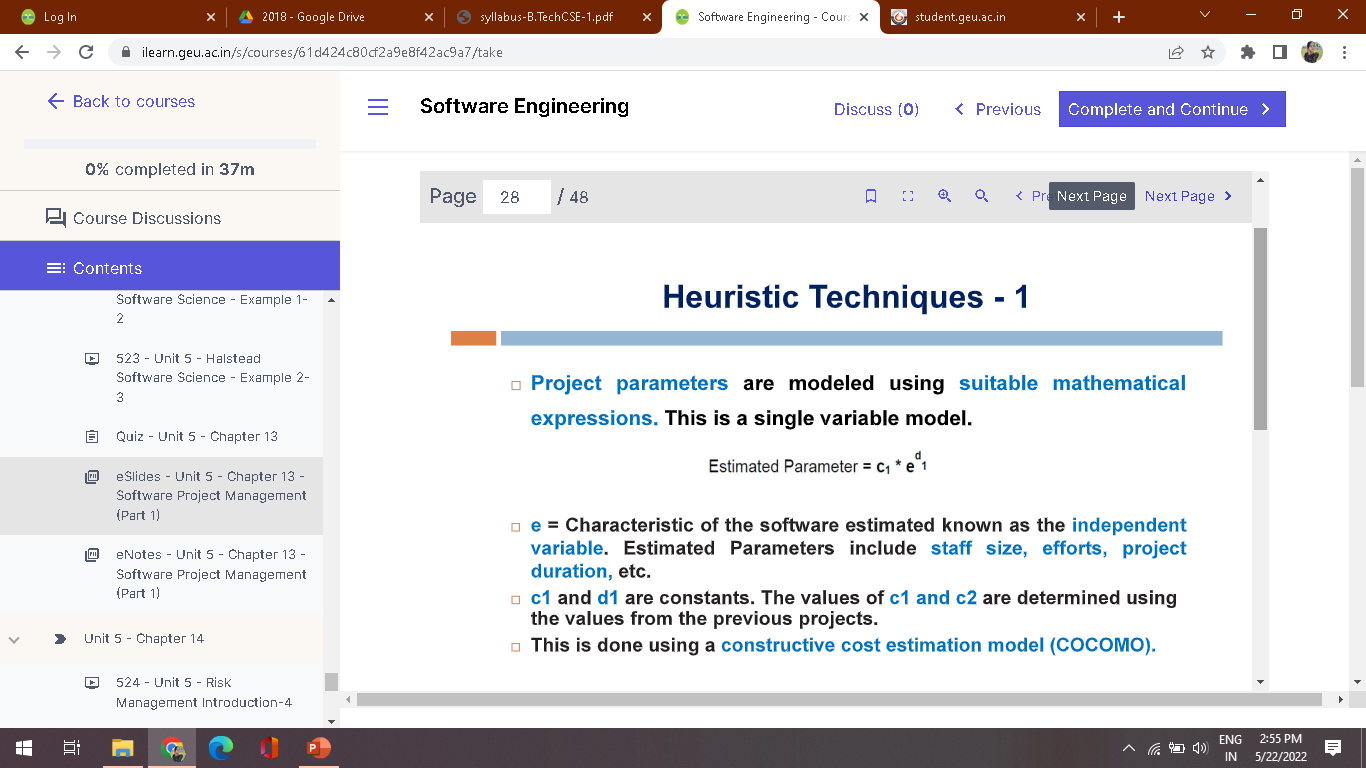 Log In
2018 - Google Drive
syllabus-B.TechCSE-1.pdf
Software Engineering - Cour
student.geu.ac.in
ilearn.geu.ac.in/s/courses/61d424c80cf2a9e8f42ac9a7/take
Back to courses
0% completed in 37m
Course Discussions
Contents
Software Science - Example 1-
2
523 - Unit 5 - Halstead
Software Science - Example 2-
3
Quiz - Unit 5 - Chapter 13
eSlides - Unit 5 - Chapter 13 -
Software Project Management
(Part 1)
eNotes - Unit 5 - Chapter 13 -
Software Project Management
(Part 1)
Unit 5 - Chapter 14
524 - Unit 5 - Risk
Management Introduction-4
Software Engineering
Discuss (0)
Previous
Complete and Continue
Page 28 / 48
Pre
Next Page
Next Page
Heuristic Techniques - 1
Project parameters are modeled using suitable mathematical
expressions. This is a single variable model.
Estimated Parameter = c₁ * e^d₁
e = Characteristic of the software estimated known as the independent
variable. Estimated Parameters include staff size, efforts, project
duration, etc.
c1 and d1 are constants. The values of c1 and c2 are determined using
the values from the previous projects.
This is done using a constructive cost estimation model (COCOMO).
ENG
IN
2:55 PM
5/22/2022